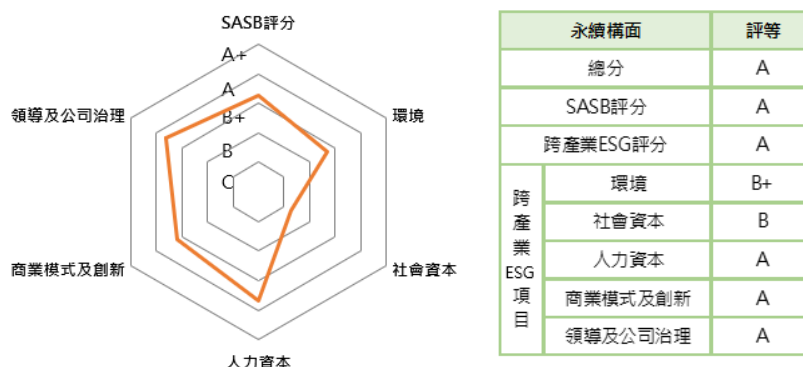 SASB評分
A+
A
B+
B
C
環境
社會資本
人力資本
商業模式及創新
領導及公司治理
永續構面 評等
總分 A
SASB評分 A
跨產業ESG評分 A
跨產業ESG項目
環境 B+
社會資本 B
人力資本 A
商業模式及創新 A
領導及公司治理 A